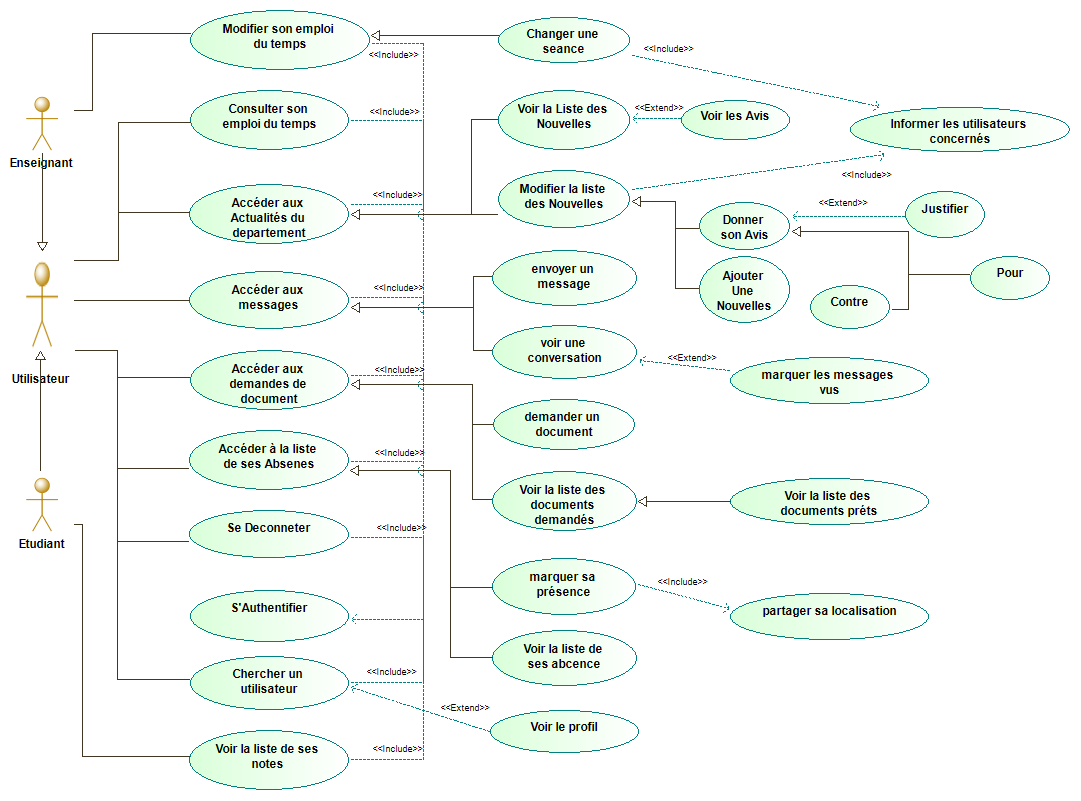 Modifier son emploi
du temps
<<Include>>
Changer une
seance
<<Include>>
Enseignant
Consulter son
emploi du temps
<<Include>>
Voir la Liste des
Nouvelles
<<Extend>>
Voir les Avis
Informer les utilisateurs
concernés
<<Include>>
Accéder aux
Actualités du
departement
<<Include>>
Modifier la liste
des Nouvelles
Donner
son Avis
<<Extend>>
Justifier
Utilisateur
Accéder aux
messages
<<Include>>
envoyer un
message
Ajouter
Une
Nouvelles
Contre
Pour
voir une
conversation
<<Extend>>
marquer les messages
vus
Accéder aux
demandes de
document
<<Include>>
demander un
document
Accéder à la liste
de ses Absenes
<<Include>>
Voir la liste des
documents
demandés
Voir la liste des
documents prêts
Etudiant
Se Deconneter
<<Include>>
marquer sa
présence
<<Include>>
partager sa localisation
S'Authentifier
Voir la liste de
ses abcence
Chercher un
utilisateur
<<Include>>
<<Extend>>
Voir le profil
Voir la liste de ses
notes
<<Include>>